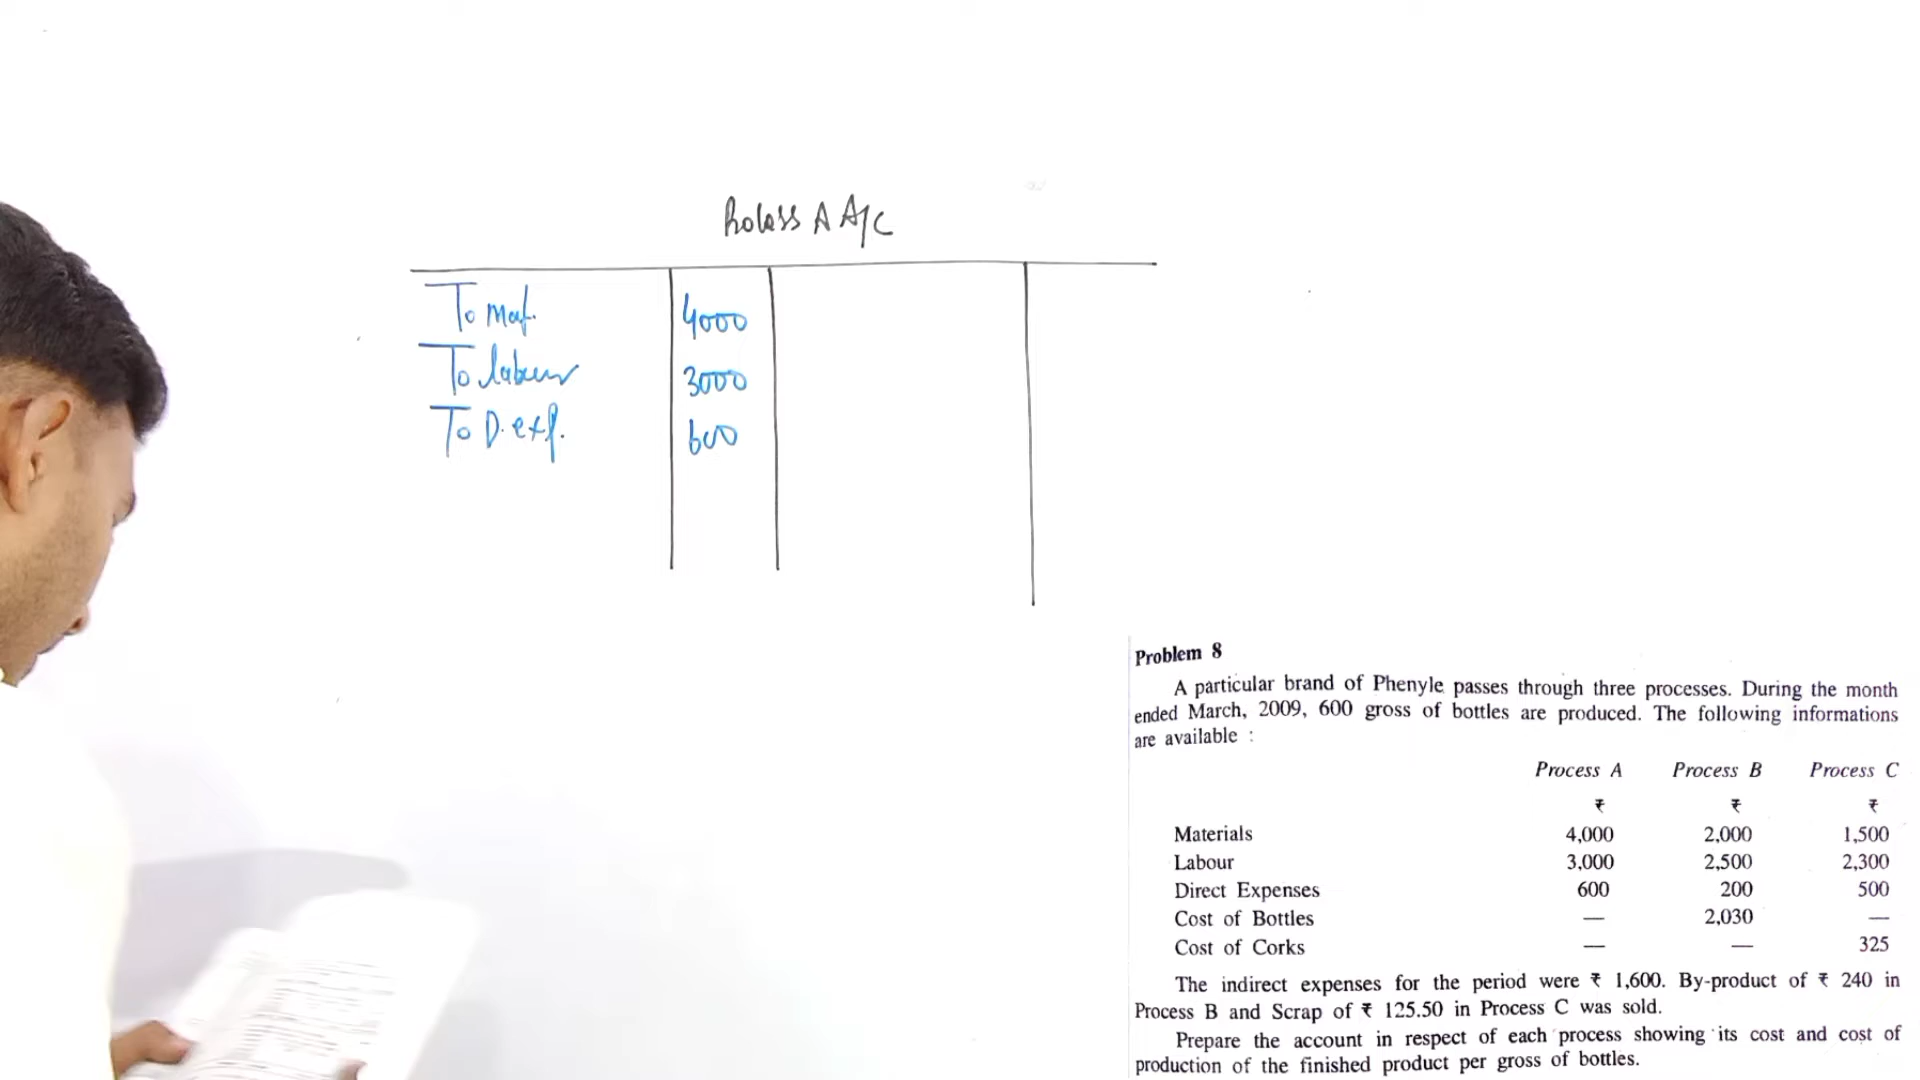 Process A A/C
To Mat. 4000
To labour 3000
To D. exp. 600
Problem 8
A particular brand of Phenyle passes through three processes. During the month
ended March, 2009, 600 gross of bottles are produced. The following informations
are available :
Process A Process B Process C
₹ ₹ ₹
Materials 4,000 2,000 1,500
Labour 3,000 2,500 2,300
Direct Expenses 600 200 500
Cost of Bottles — 2,030 —
Cost of Corks — — 325
The indirect expenses for the period were ₹ 1,600. By-product of ₹ 240 in
Process B and Scrap of ₹ 125.50 in Process C was sold.
Prepare the account in respect of each process showing its cost and cost of
production of the finished product per gross of bottles.